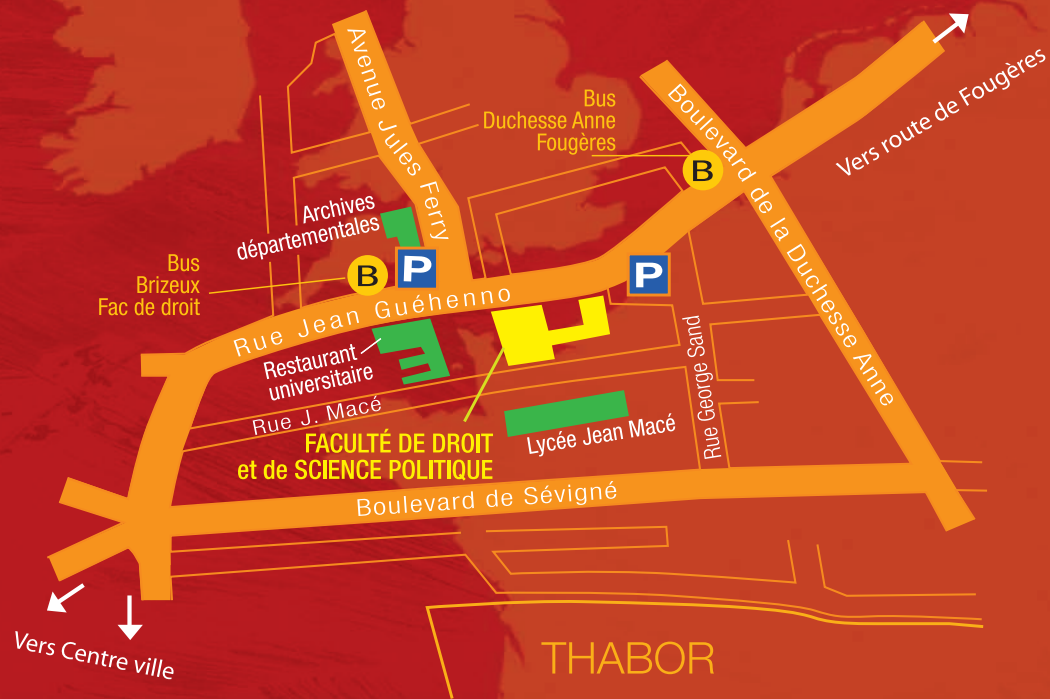 Avenue Jules Ferry
Bus
Duchesse Anne
Fougères
B
Boulevard de la Duchesse Anne
Vers route de Fougères
Archives
départementales
Bus
Brizeux
Fac de droit
B
P
P
Rue Jean Guéhenno
Restaurant
universitaire
Rue J. Macé
Rue George Sand
FACULTÉ DE DROIT
et de SCIENCE POLITIQUE
Lycée Jean Macé
Boulevard de Sévigné
Vers Centre ville
THABOR